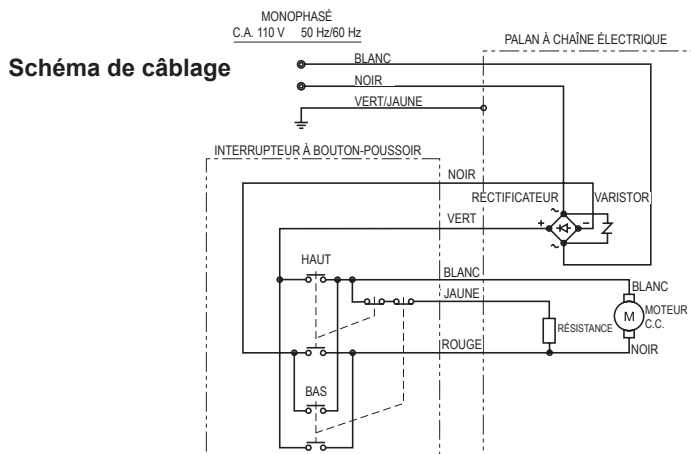 MONOPHASÉ
C.A. 110 V 50 Hz/60 Hz
PALAN À CHAÎNE ÉLECTRIQUE
Schéma de câblage
BLANC
NOIR
VERT/JAUNE
INTERRUPTEUR À BOUTON-POUSSOIR
NOIR
RECTIFICATEUR
VARISTOR
VERT
+
−
~
~
HAUT
BLANC
JAUNE
BLANC
M
MOTEUR
C.C.
RÉSISTANCE
ROUGE
NOIR
BAS